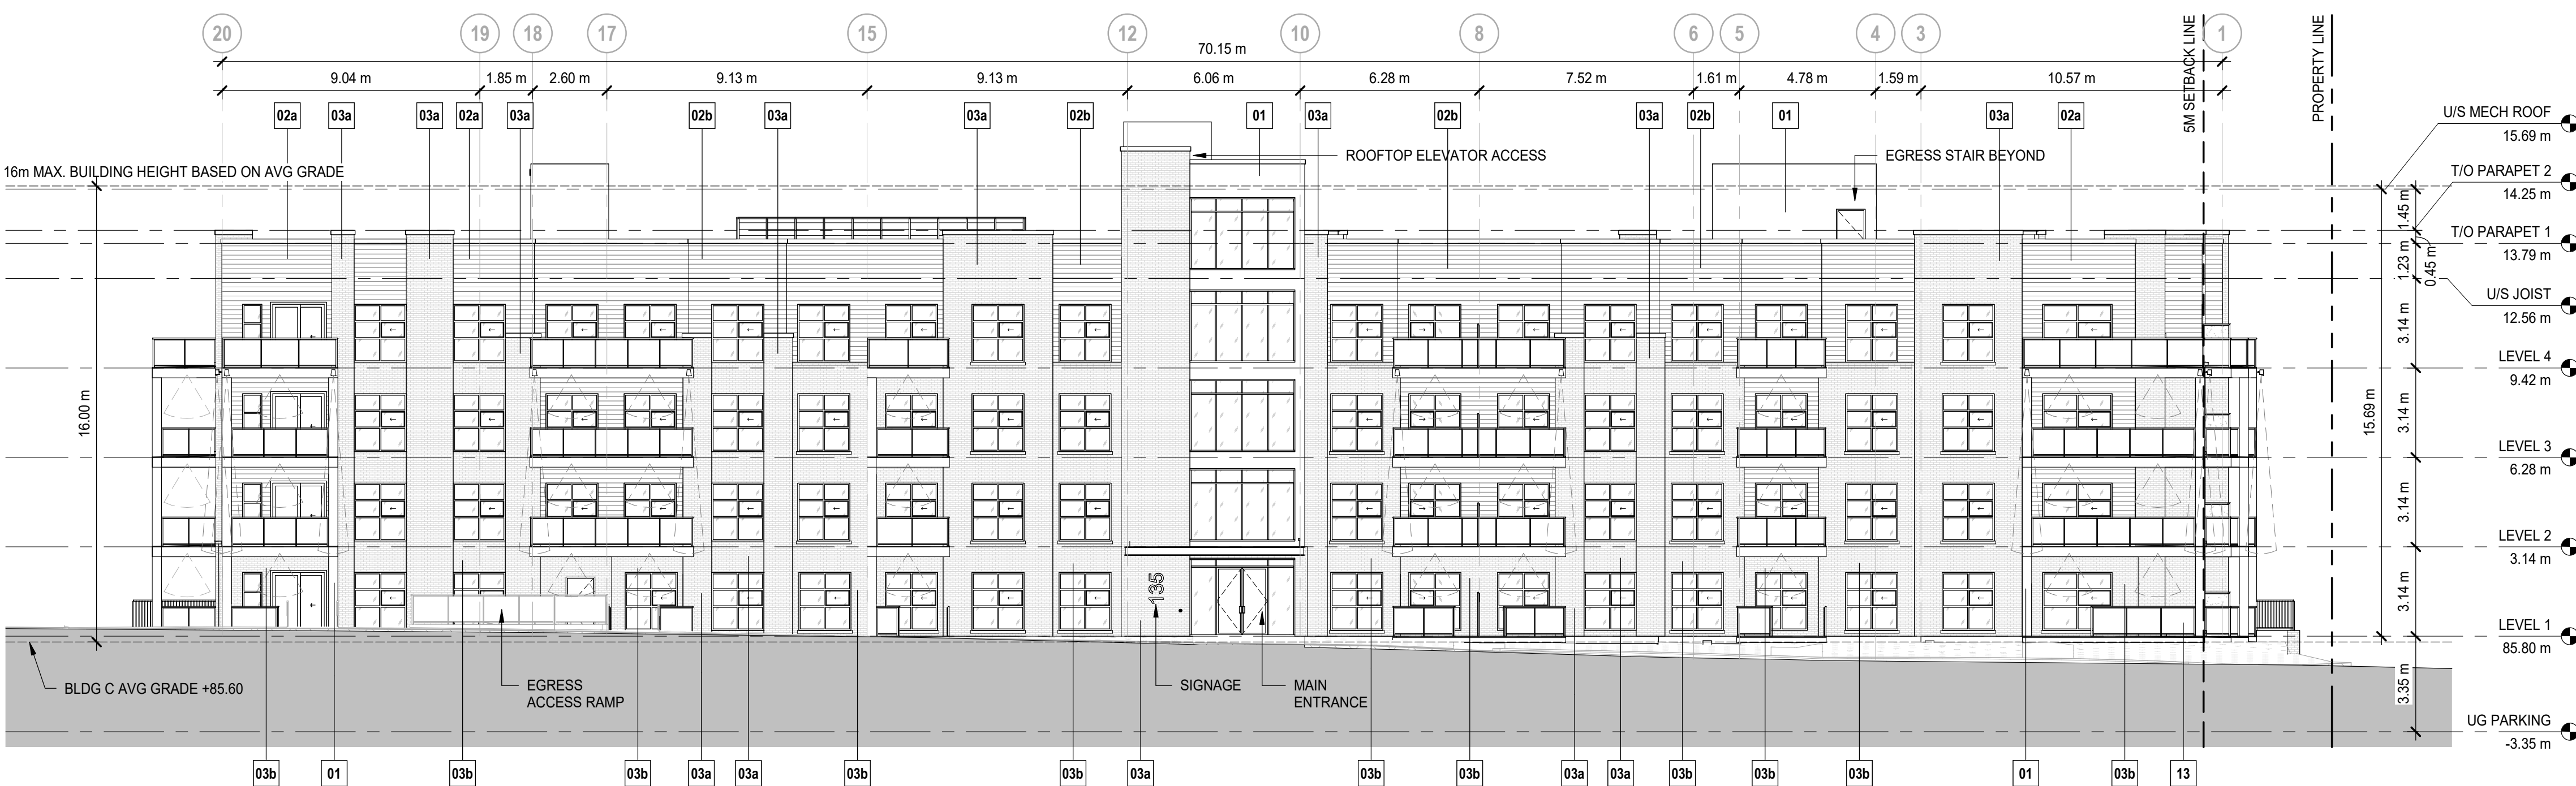 20 19 18 17 15 12 10 8 6 5 4 3 1
70.15 m
9.04 m 1.85 m 2.60 m 9.13 m 9.13 m 6.06 m 6.28 m 7.52 m 1.61 m 4.78 m 1.59 m 10.57 m
5M SETBACK LINE
PROPERTY LINE
02a 03a 03a 02a 03a 02b 03a 03a 02b 01 03a 02b 03a 02b 01 03a 02a
16m MAX. BUILDING HEIGHT BASED ON AVG GRADE
ROOFTOP ELEVATOR ACCESS
EGRESS STAIR BEYOND
U/S MECH ROOF
15.69 m
T/O PARAPET 2
14.25 m
T/O PARAPET 1
13.79 m
U/S JOIST
12.56 m
LEVEL 4
9.42 m
LEVEL 3
6.28 m
LEVEL 2
3.14 m
LEVEL 1
85.80 m
UG PARKING
-3.35 m
16.00 m
15.69 m
1.45 m
0.45 m
1.23 m
3.14 m
3.14 m
3.14 m
3.14 m
3.35 m
135
BLDG C AVG GRADE +85.60
EGRESS
ACCESS RAMP
SIGNAGE
MAIN
ENTRANCE
03b 01 03b 03b 03a 03a 03b 03b 03a 03b 03b 03a 03a 03b 03b 03b 01 03b 13